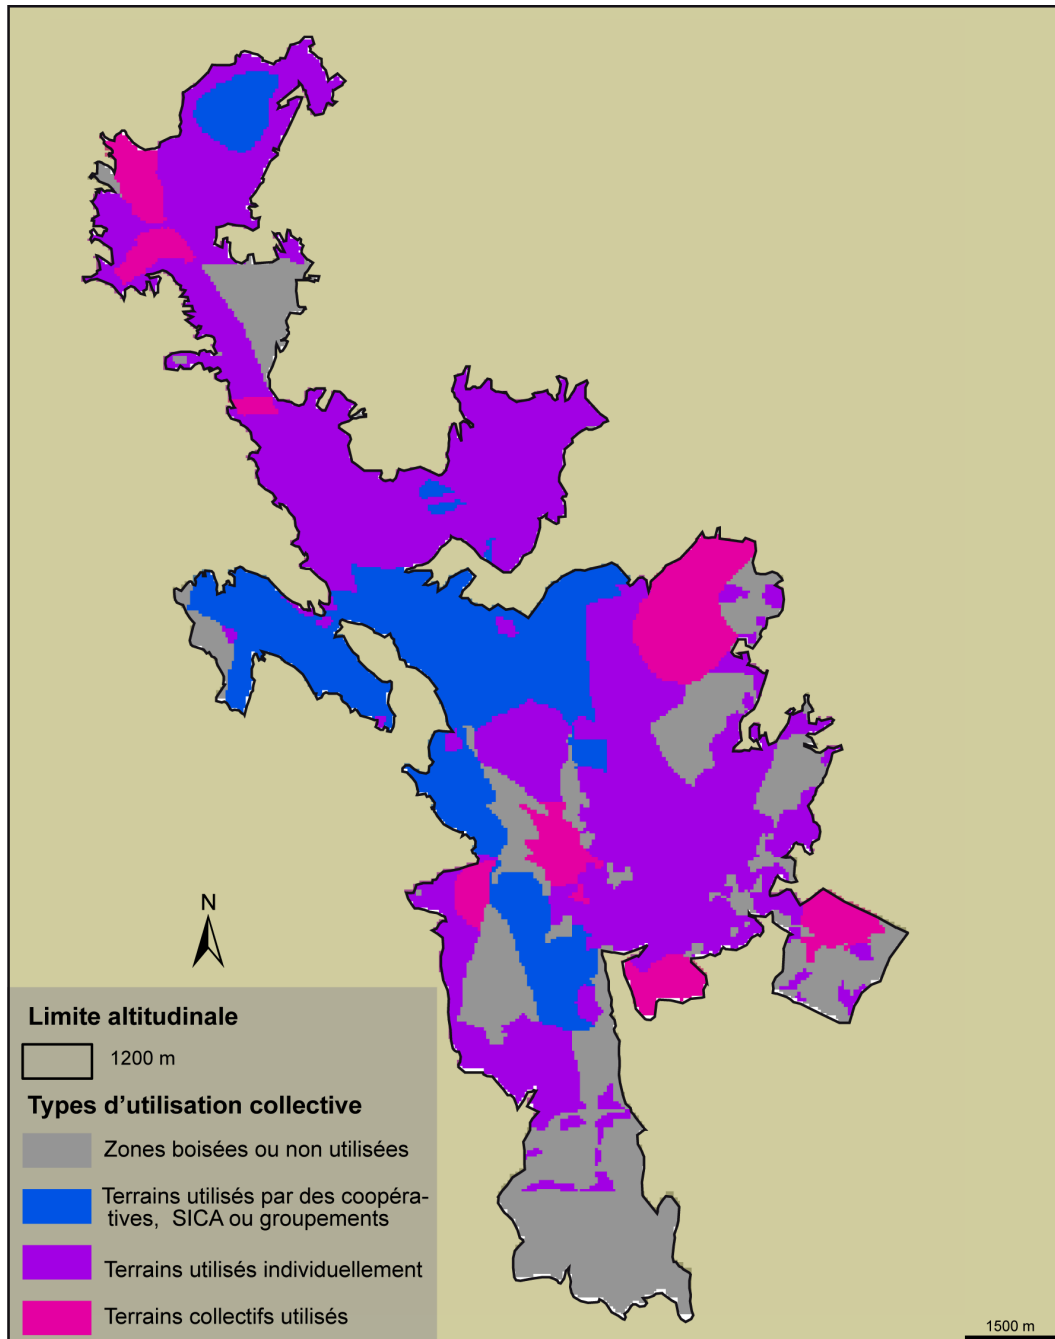 N
Limite altitudinale
1200 m
Types d’utilisation collective
Zones boisées ou non utilisées
Terrains utilisés par des coopéra-
tives, SICA ou groupements
Terrains utilisés individuellement
Terrains collectifs utilisés
1500 m